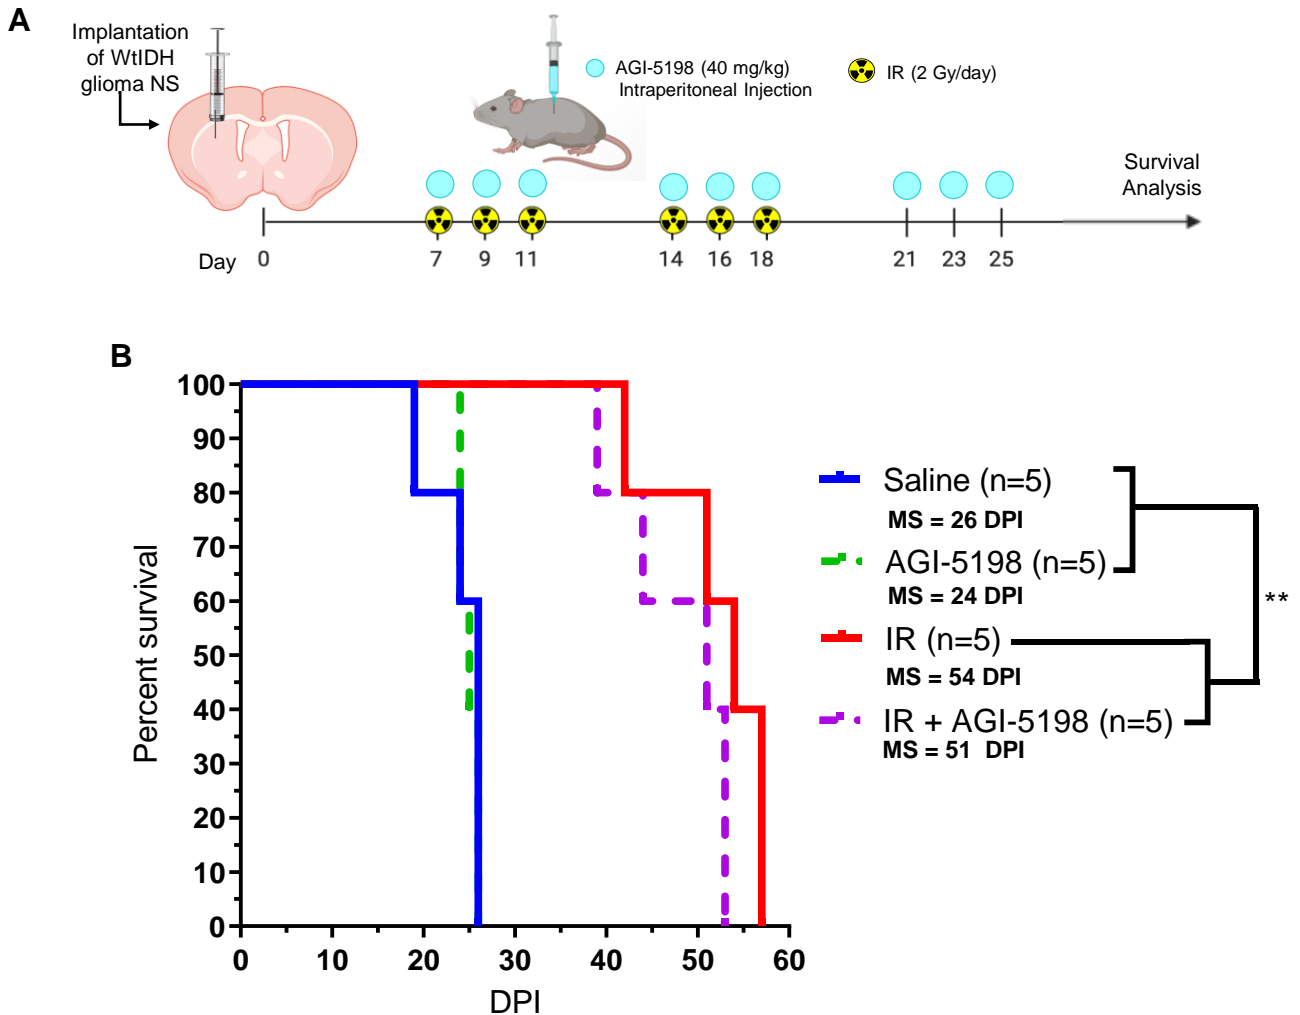 A
Implantation
of WtIDH
glioma NS
AGI-5198 (40 mg/kg)
Intraperitoneal Injection
IR (2 Gy/day)
Survival
Analysis
Day 0 7 9 11 14 16 18 21 23 25
B
Percent survival
100
90
80
70
60
50
40
30
20
10
0
0 10 20 30 40 50 60
DPI
Saline (n=5)
MS = 26 DPI
AGI-5198 (n=5)
MS = 24 DPI
IR (n=5)
MS = 54 DPI
IR + AGI-5198 (n=5)
MS = 51 DPI
**